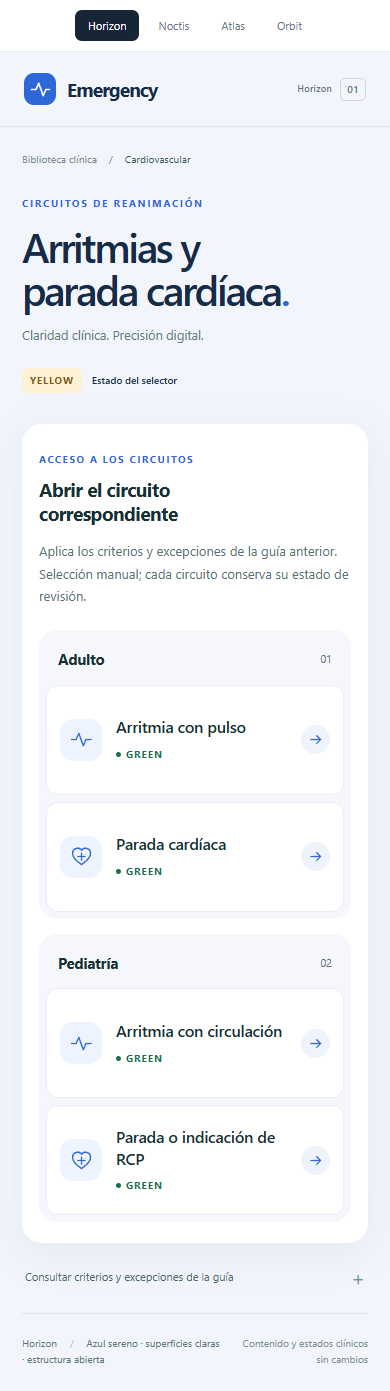 Horizon Noctis Atlas Orbit
Emergency Horizon 01
Biblioteca clínica / Cardiovascular
CIRCUITOS DE REANIMACIÓN
Arritmias y
parada cardíaca.
Claridad clínica. Precisión digital.
YELLOW Estado del selector
ACCESO A LOS CIRCUITOS
Abrir el circuito
correspondiente
Aplica los criterios y excepciones de la guía anterior.
Selección manual; cada circuito conserva su estado de
revisión.
Adulto 01
Arritmia con pulso
GREEN
Parada cardíaca
GREEN
Pediatría 02
Arritmia con circulación
GREEN
Parada o indicación de
RCP
GREEN
Consultar criterios y excepciones de la guía +
Horizon / Azul sereno · superficies claras
· estructura abierta
Contenido y estados clínicos
sin cambios